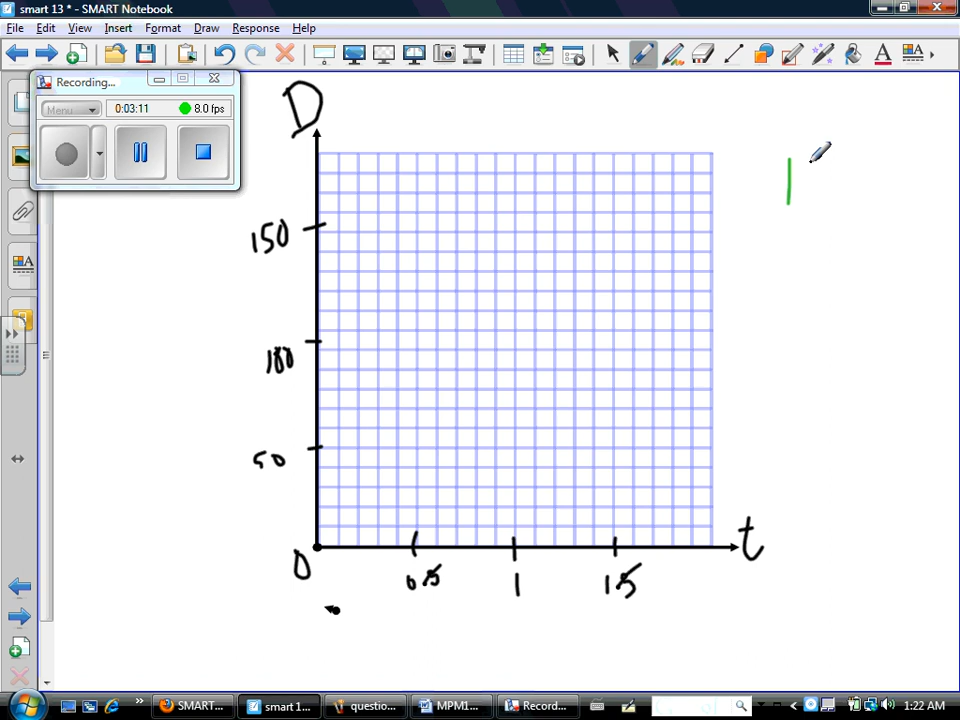 smart 13 * - SMART Notebook
File Edit View Insert Format Draw Response Help
Recording...
Menu 0:03:11 8.0 fps
D
150
100
50
0
0.5 1 1.5
t
SMART... smart 1... questio... MPM1... Record... 1:22 AM